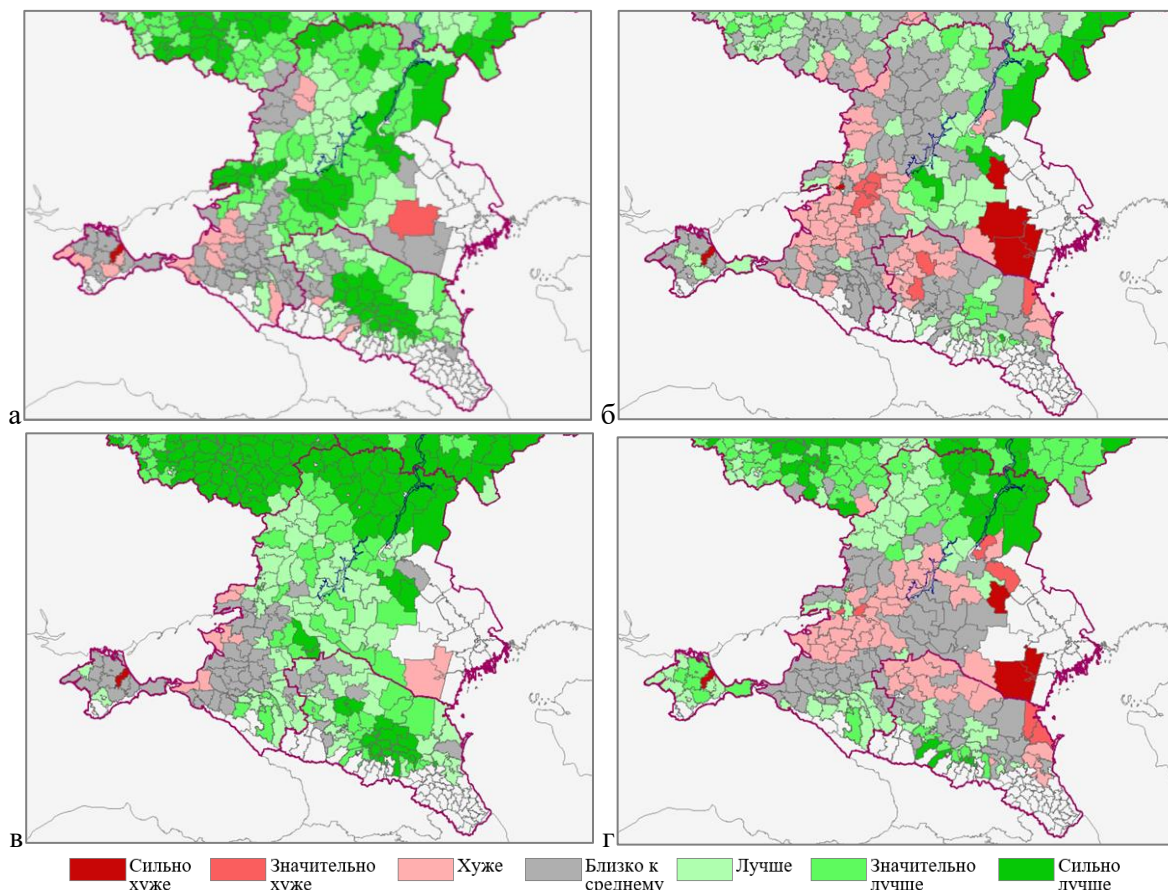 а
б
в
г
Сильно хуже
Значительно хуже
Хуже
Близко к среднему
Лучше
Значительно лучше
Сильно лучше